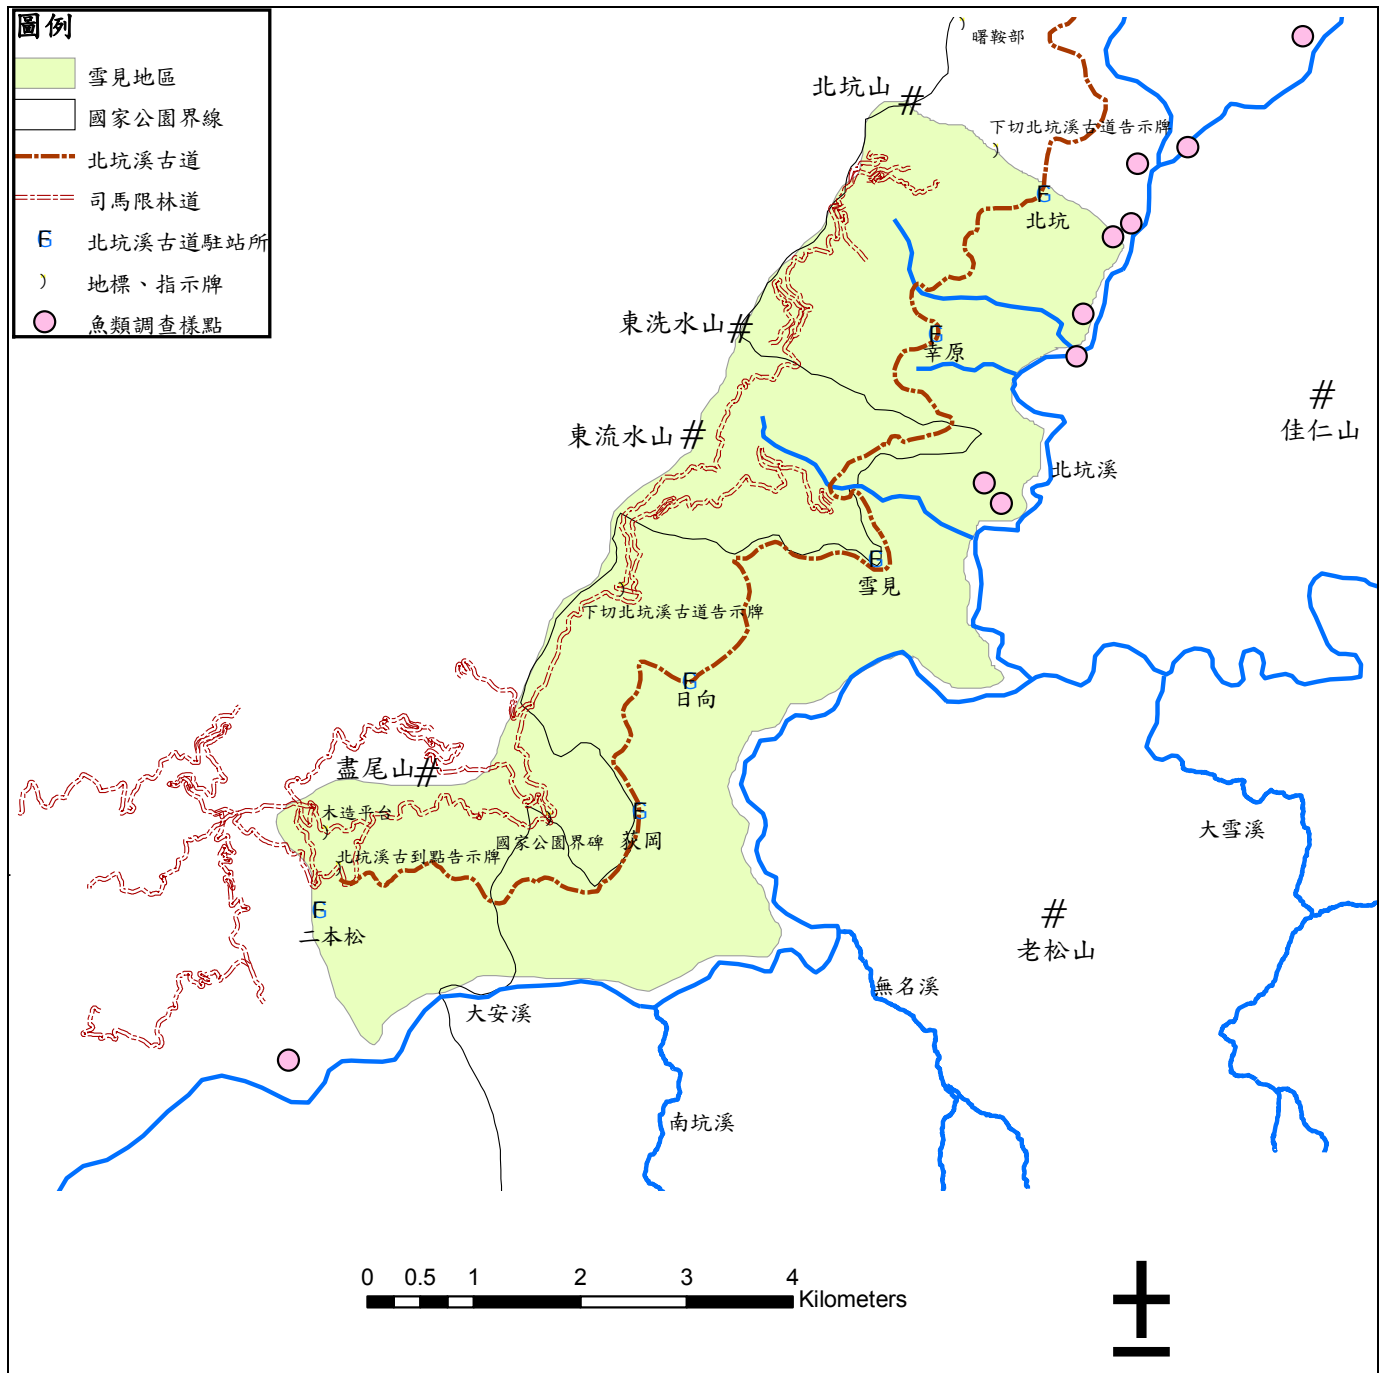 圖例
雪見地區
國家公園界線
北坑溪古道
司馬限林道
北坑溪古道駐站所
地標、指示牌
魚類調查樣點
曙鞍部
北坑山
下切北坑溪古道告示牌
北坑
東洗水山
幸原
佳仁山
東流水山
北坑溪
雪見
下切北坑溪古道告示牌
日向
盡尾山
木造平台
國家公園界碑
荻岡
大雪溪
北坑溪古到點告示牌
二本松
老松山
無名溪
大安溪
南坑溪
0 0.5 1 2 3 4
Kilometers